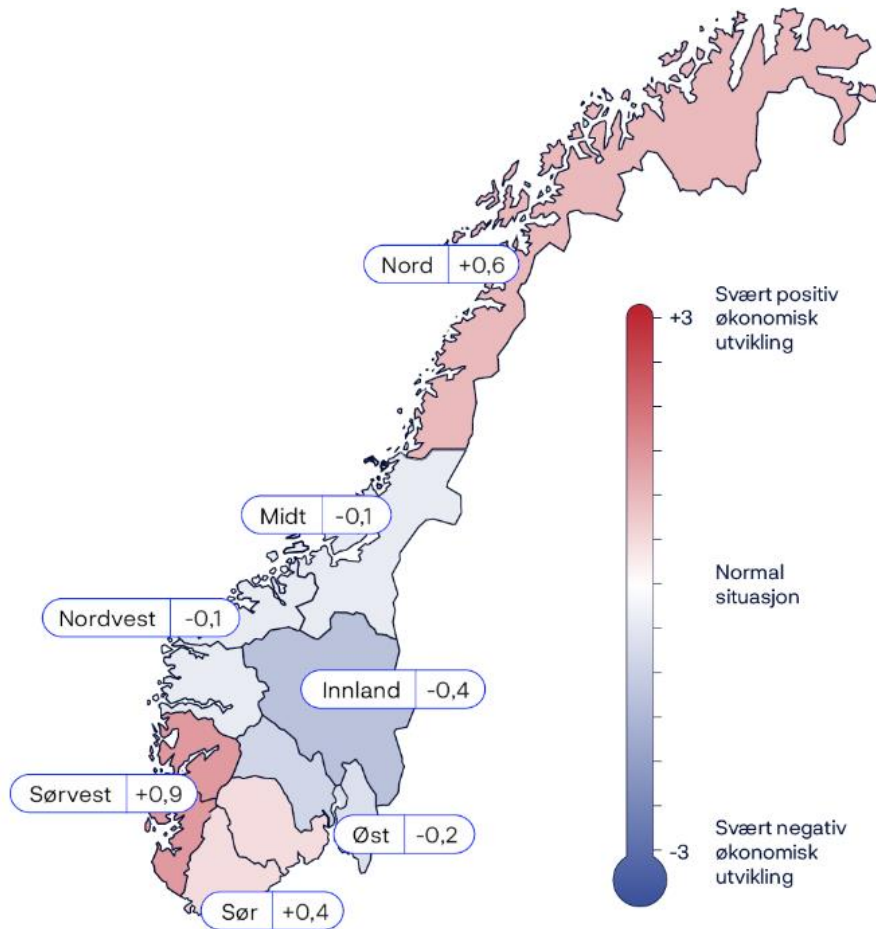 Nord +0,6
+3
Svært positiv
økonomisk
utvikling
Midt -0,1
Normal
situasjon
Nordvest -0,1
Innland -0,4
Sørvest +0,9
Øst -0,2
-3
Svært negativ
økonomisk
utvikling
Sør +0,4